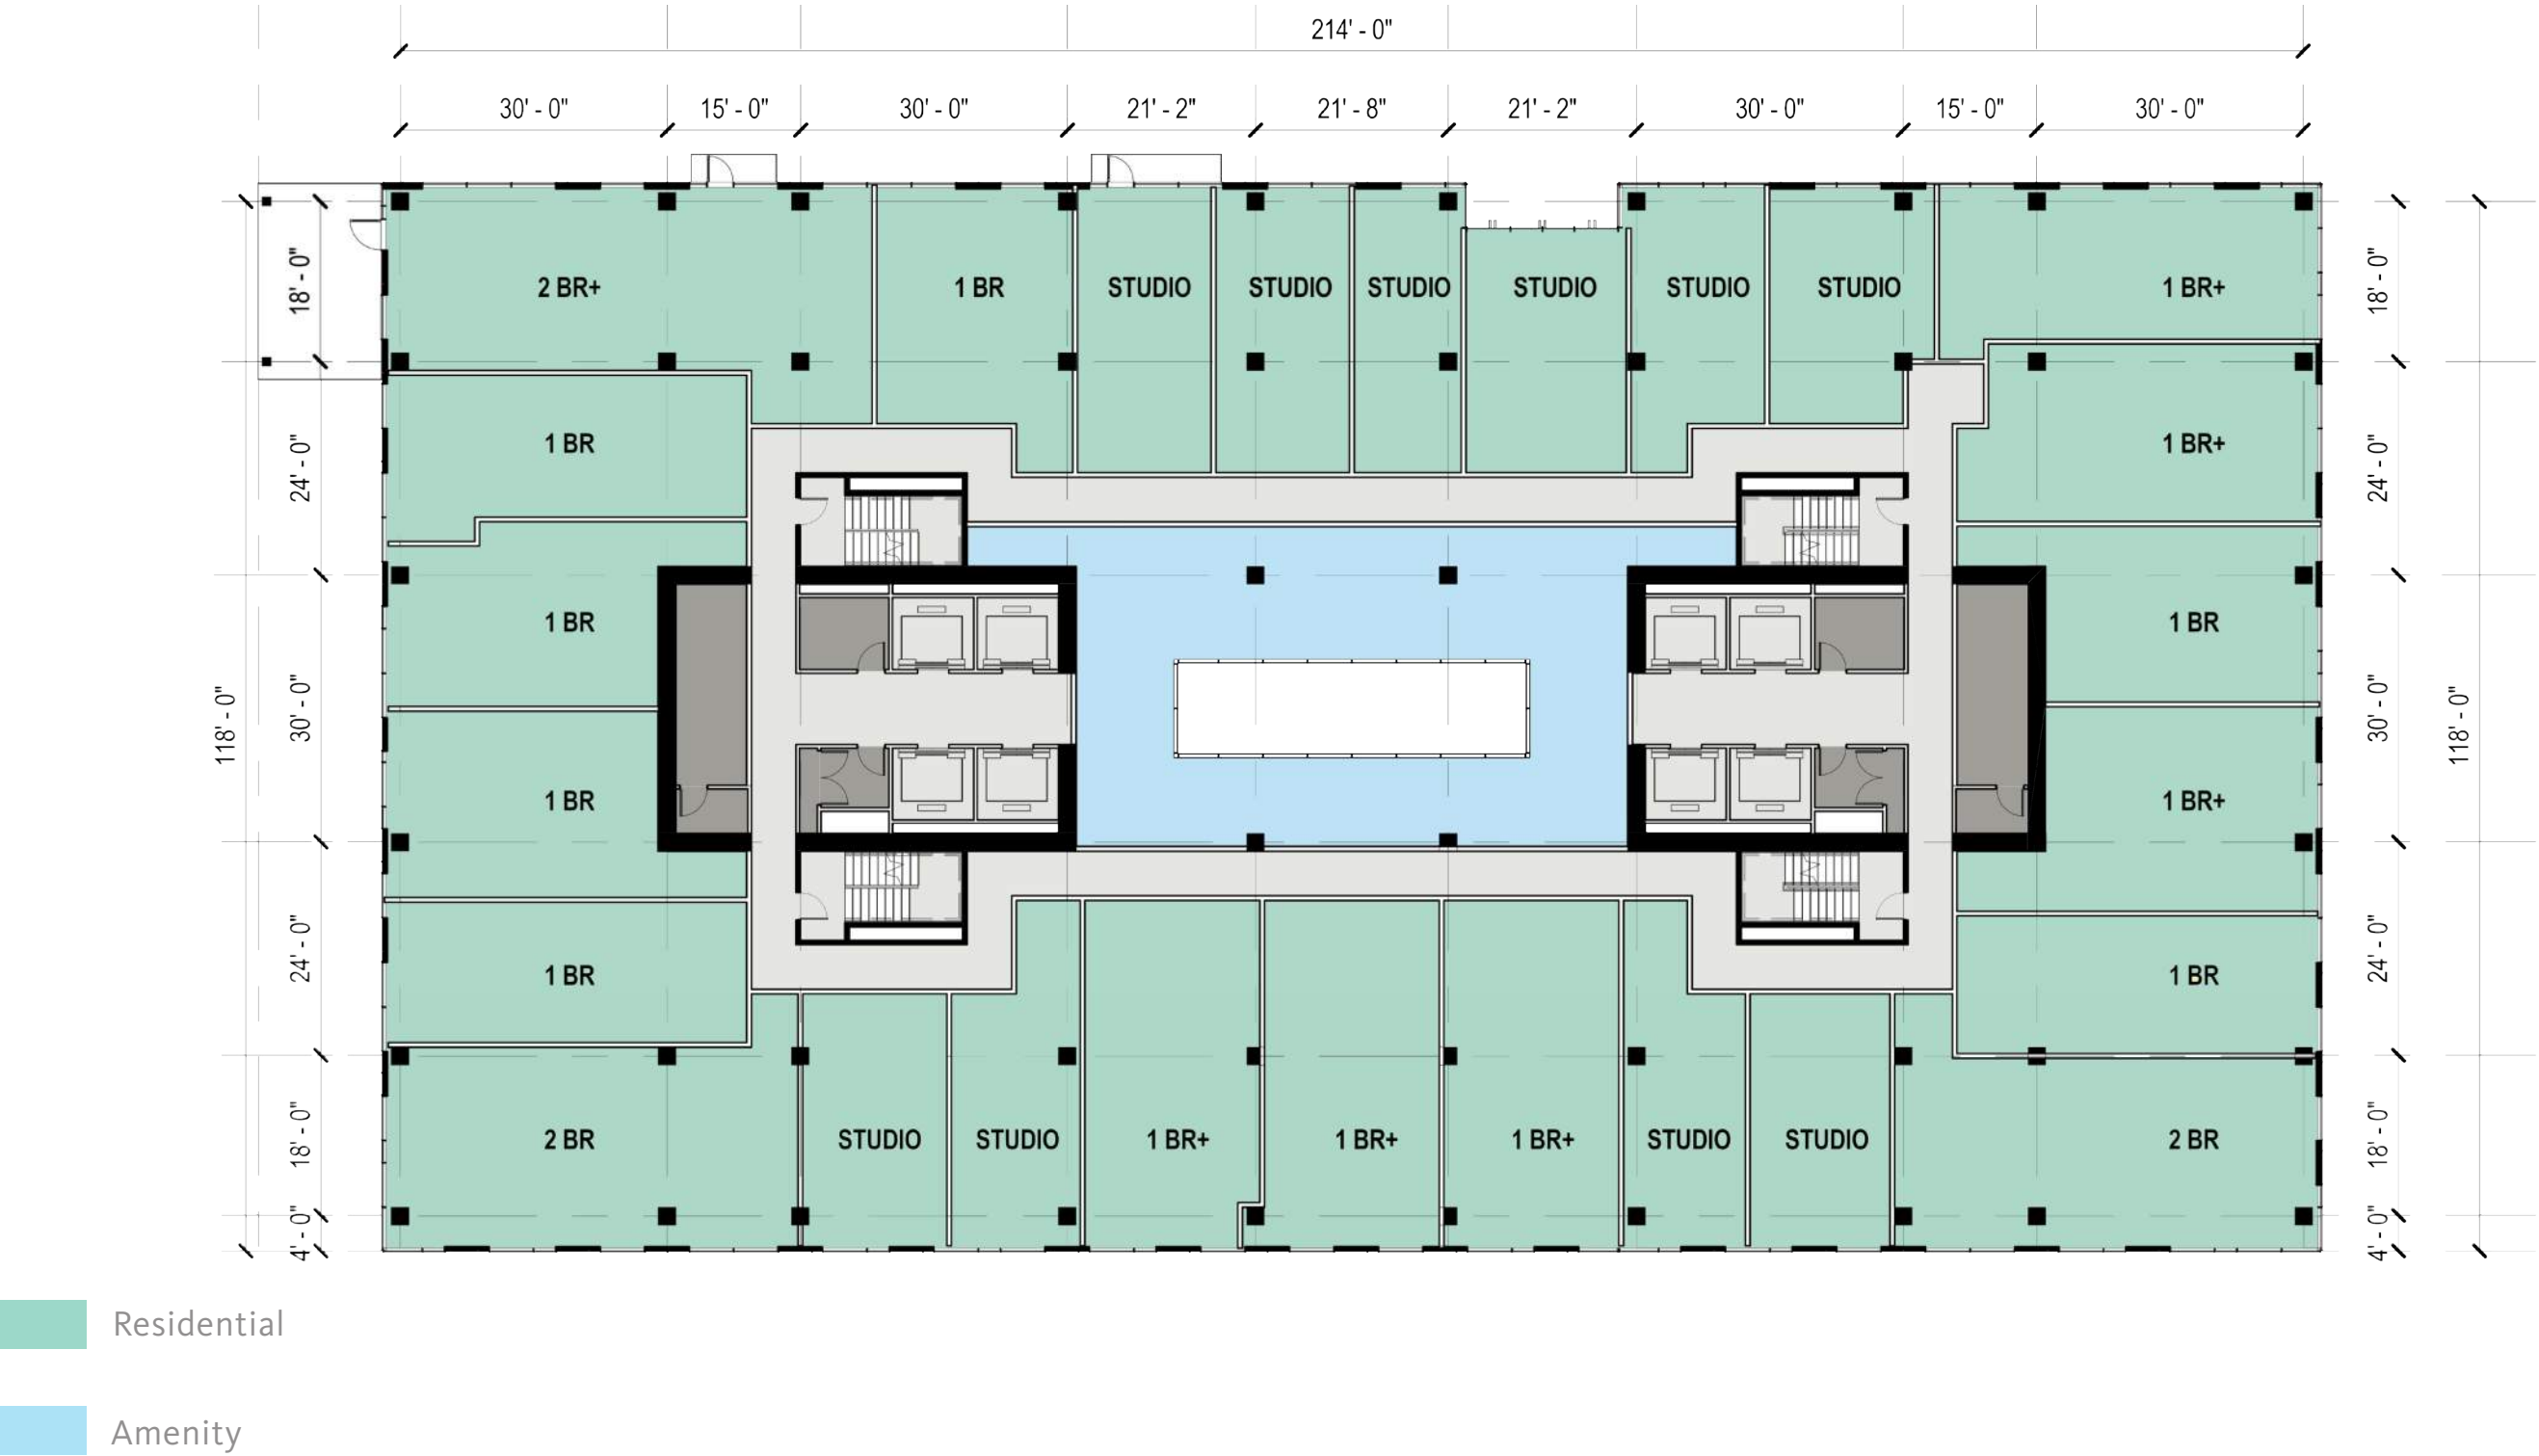 214' - 0"
30' - 0" 15' - 0" 30' - 0" 21' - 2" 21' - 8" 21' - 2" 30' - 0" 15' - 0" 30' - 0"
18' - 0" 2 BR+ 1 BR STUDIO STUDIO STUDIO STUDIO STUDIO STUDIO 1 BR+ 18' - 0"
24' - 0" 1 BR 1 BR+ 24' - 0"
1 BR 1 BR
118' - 0" 30' - 0" 30' - 0" 118' - 0"
1 BR 1 BR+
24' - 0" 1 BR 1 BR 24' - 0"
18' - 0" 2 BR STUDIO STUDIO 1 BR+ 1 BR+ 1 BR+ STUDIO STUDIO 2 BR 18' - 0"
4' - 0" 4' - 0"
Residential
Amenity